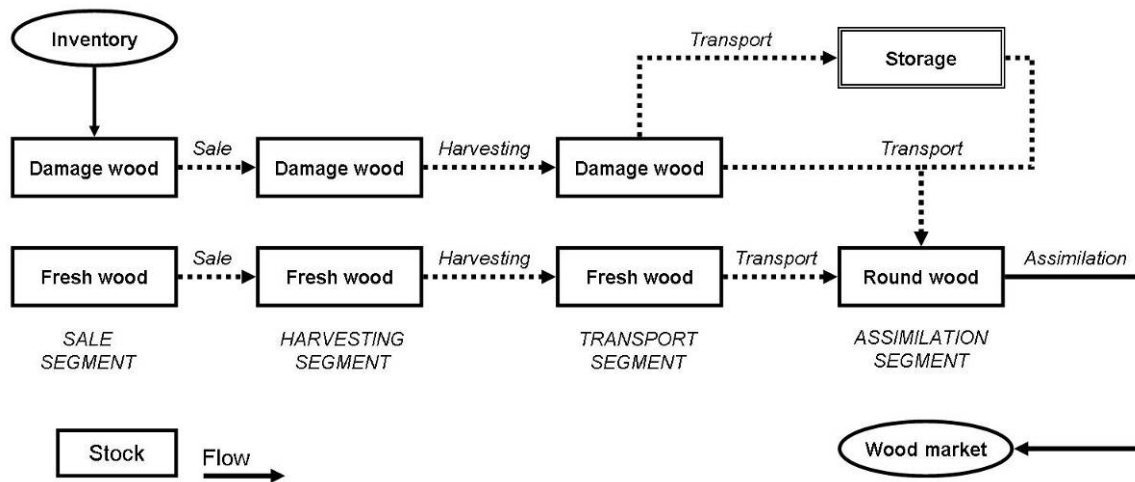 Inventory
Transport
Storage
Damage wood
Sale
Damage wood
Harvesting
Damage wood
Transport
Fresh wood
Sale
Fresh wood
Harvesting
Fresh wood
Transport
Round wood
Assimilation
SALE
SEGMENT
HARVESTING
SEGMENT
TRANSPORT
SEGMENT
ASSIMILATION
SEGMENT
Stock
Flow
Wood market